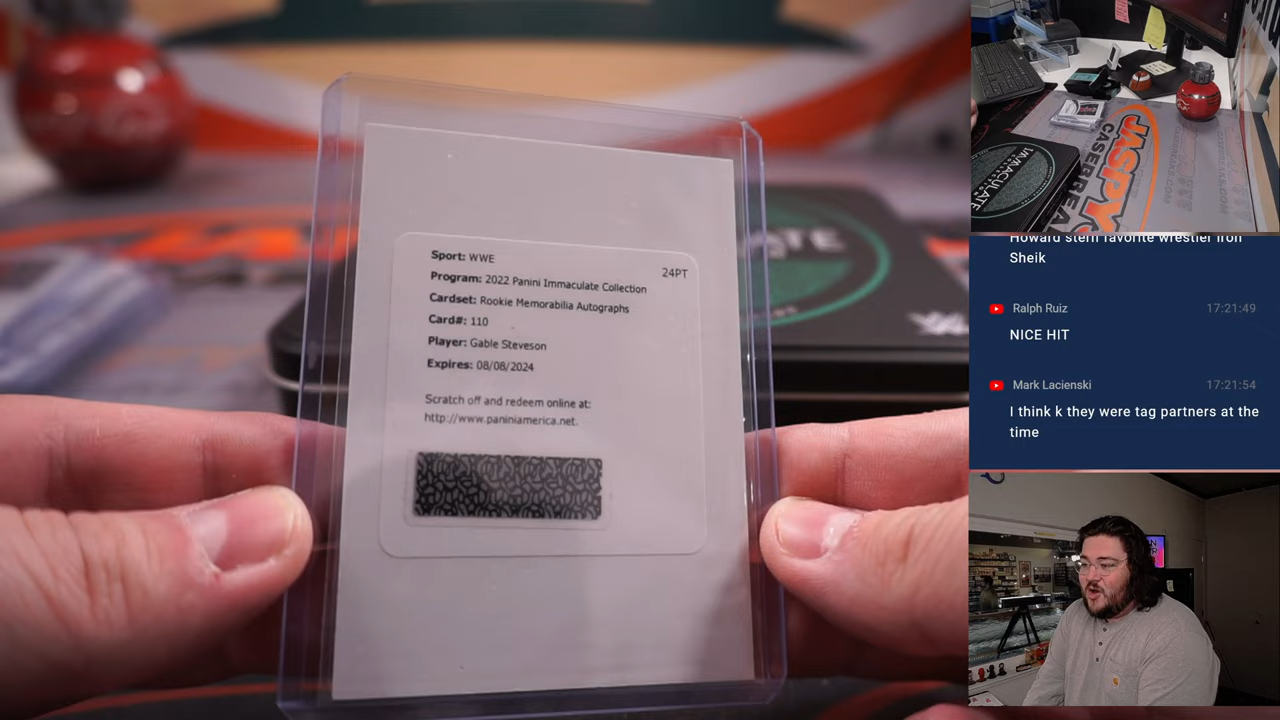 Sport: WWE
24PT
Program: 2022 Panini Immaculate Collection
Cardset: Rookie Memorabilia Autographs
Card#: 110
Player: Gable Steveson
Expires: 08/08/2024
Scratch off and redeem online at:
http://www.paniniamerica.net.
IMMACULATE
JASPY'S
CASEBREA
Howard stern favorite wrestler Iron
Sheik
Ralph Ruiz 17:21:49
NICE HIT
Mark Lacienski 17:21:54
I think k they were tag partners at the
time